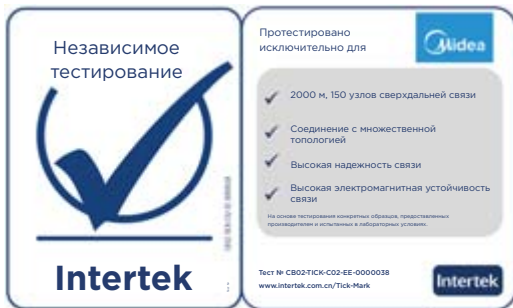 Независимое
тестирование
Intertek
Протестировано
исключительно для
Midea
2000 м, 150 узлов сверхдальней связи
Соединение с множественной
топологией
Высокая надежность связи
Высокая электромагнитная устойчивость
связи
На основе тестирования конкретных образцов, предоставленных
производителем и испытанных в лабораторных условиях.
Тест № CB02-TICK-C02-EE-0000038
www.intertek.com.cn/Tick-Mark
Intertek